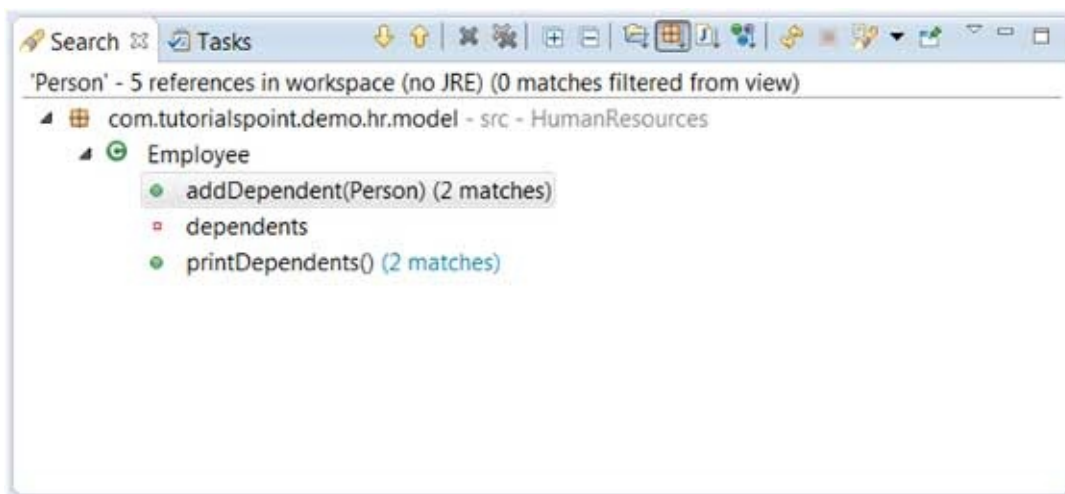 Search Tasks
'Person' - 5 references in workspace (no JRE) (0 matches filtered from view)
com.tutorialspoint.demo.hr.model - src - HumanResources
Employee
addDependent(Person) (2 matches)
dependents
printDependents() (2 matches)